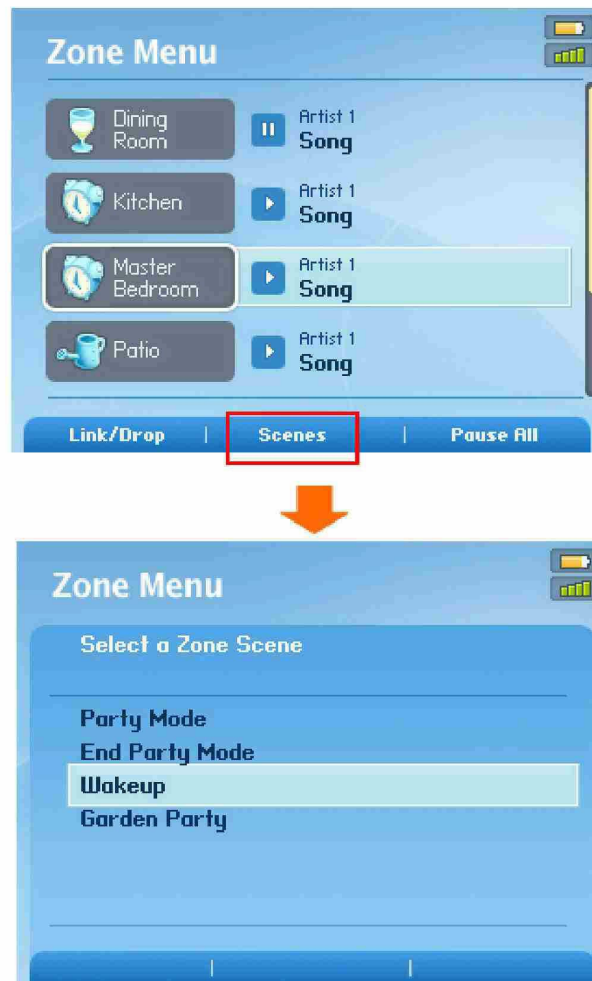 Zone Menu
Dining
Room
Artist 1
Song
Kitchen
Artist 1
Song
Master
Bedroom
Artist 1
Song
Patio
Artist 1
Song
Link/Drop | Scenes | Pause All
Zone Menu
Select a Zone Scene
Party Mode
End Party Mode
Wakeup
Garden Party